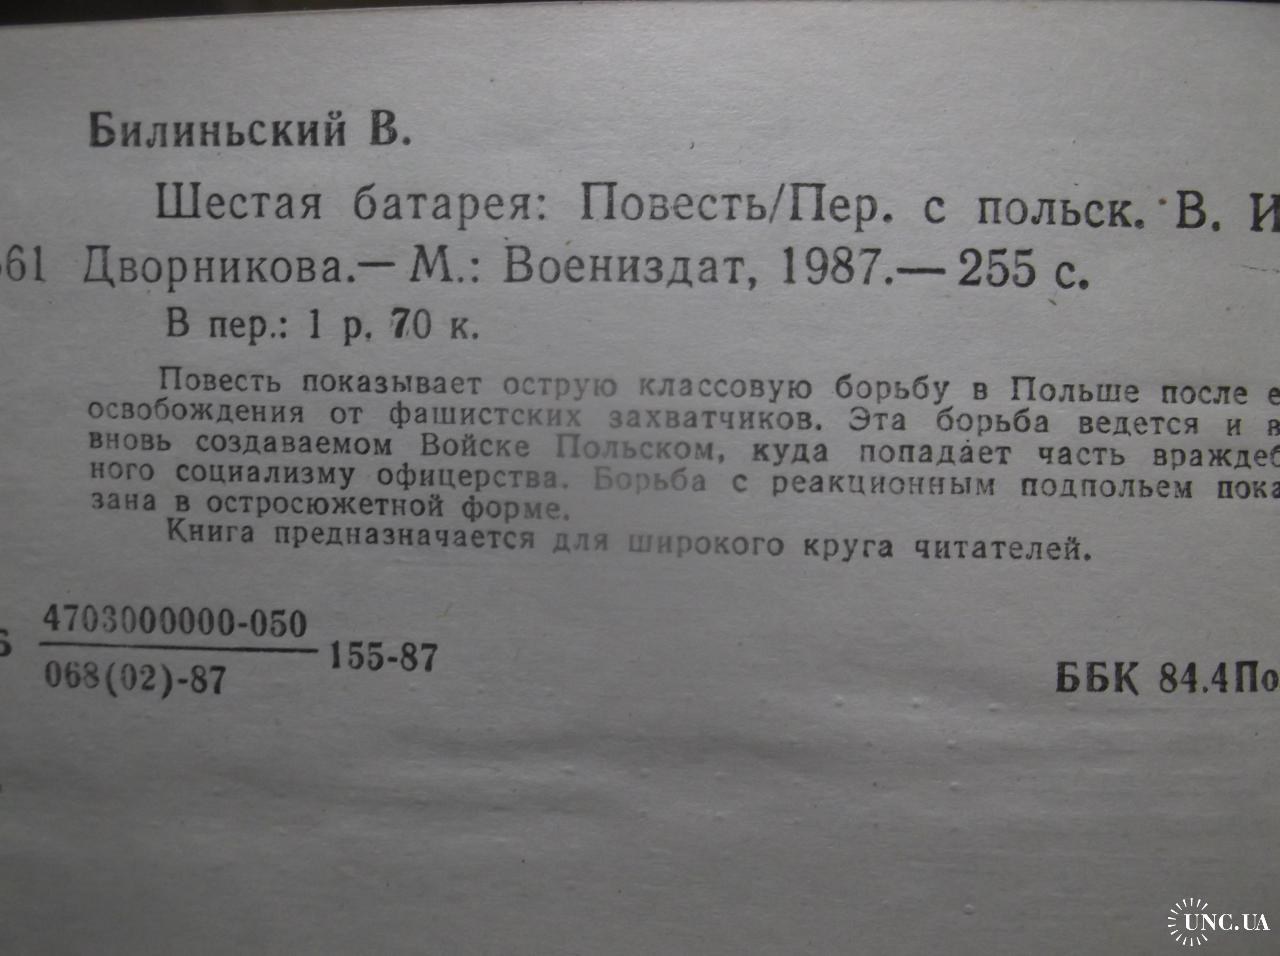 Билиньский В.
Шестая батарея: Повесть/Пер. с польск. В. И
61 Дворникова.— М.: Воениздат, 1987.— 255 с.
В пер.: 1 р. 70 к.
Повесть показывает острую классовую борьбу в Польше после е
освобождения от фашистских захватчиков. Эта борьба ведется и в
вновь создаваемом Войске Польском, куда попадает часть враждеб
ного социализму офицерства. Борьба с реакционным подпольем пока
зана в остросюжетной форме.
Книга предназначается для широкого круга читателей.
4703000000-050
155-87
068(02)-87
ББК 84.4По
UNC.UA